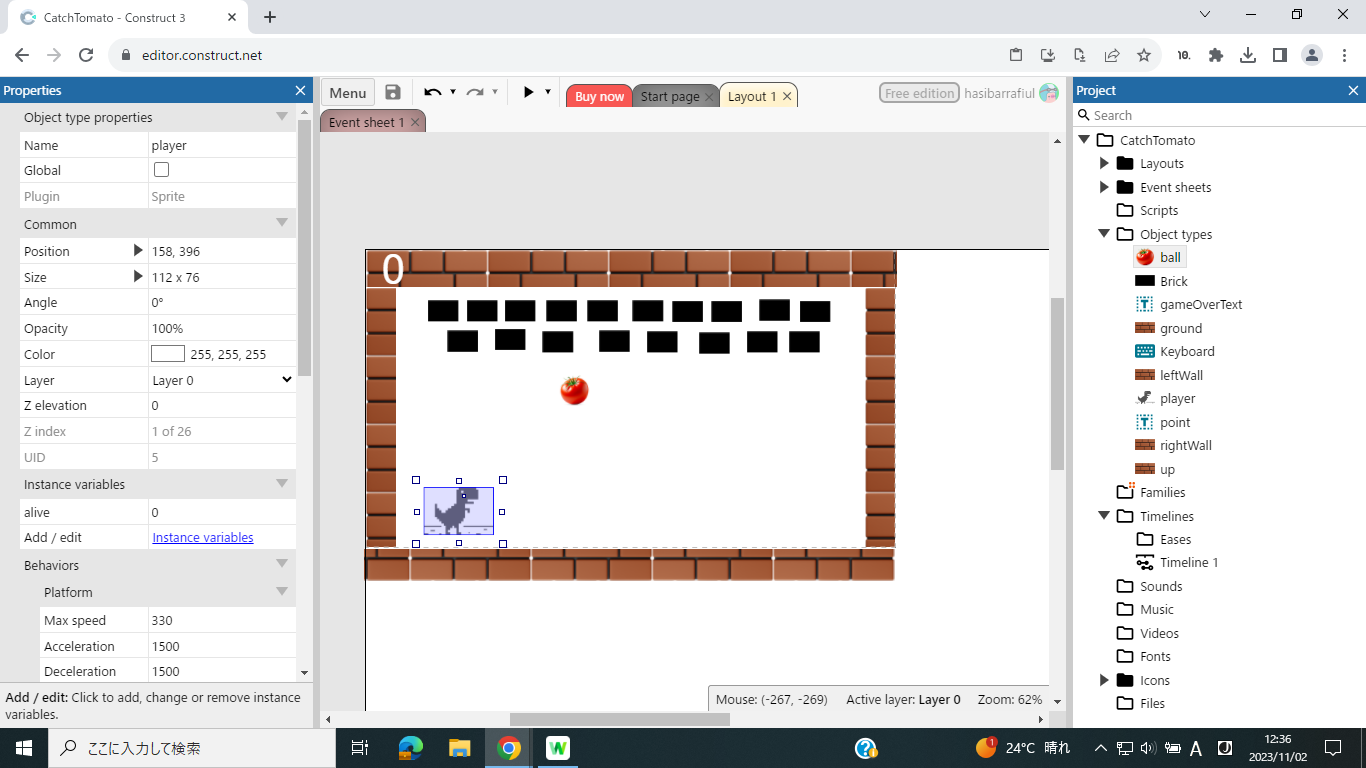 CatchTomato - Construct 3
editor.construct.net
Properties
Object type properties
Name player
Global
Plugin Sprite
Common
Position 158, 396
Size 112 x 76
Angle 0°
Opacity 100%
Color 255, 255, 255
Layer Layer 0
Z elevation 0
Z index 1 of 26
UID 5
Instance variables
alive 0
Add / edit Instance variables
Behaviors
Platform
Max speed 330
Acceleration 1500
Deceleration 1500
Add / edit: Click to add, change or remove instance
variables.
Menu
Buy now
Start page
Layout 1
Free edition
hasibarrafiul
Event sheet 1
0
Mouse: (-267, -269) Active layer: Layer 0 Zoom: 62%
Project
Search
CatchTomato
Layouts
Event sheets
Scripts
Object types
ball
Brick
gameOverText
ground
Keyboard
leftWall
player
point
rightWall
up
Families
Timelines
Eases
Timeline 1
Sounds
Music
Videos
Fonts
Icons
Files
ここに入力して検索
1
24°C 晴れ
A
12:36
2023/11/02